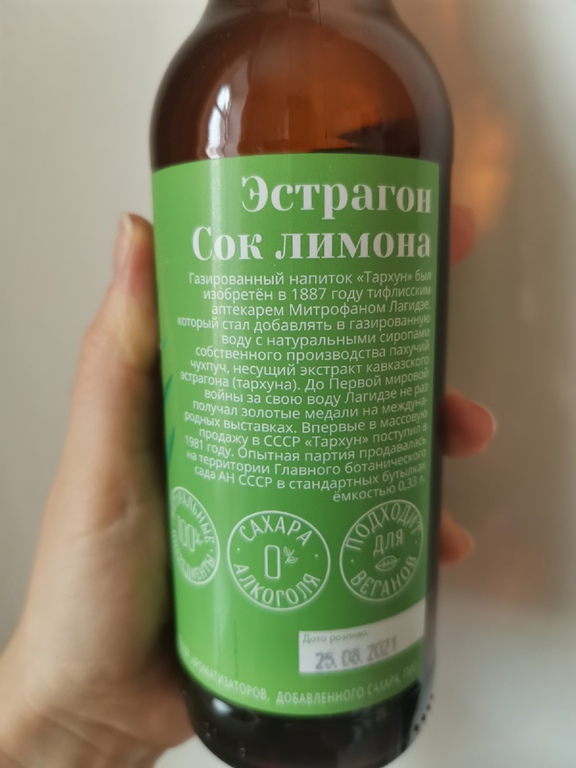 Эстрагон
Сок лимона
Газированный напиток «Тархун» был
изобретён в 1887 году тифлисским
аптекарем Митрофаном Лагидзе,
который стал добавлять в газированную
воду с натуральными сиропами
собственного производства пахучий
чухпуч, несущий экстракт кавказского
эстрагона (тархуна). До Первой мировой
войны за свою воду Лагидзе не раз
получал золотые медали на междуна-
родных выставках. Впервые в массовую
продажу в СССР «Тархун» поступил в
1981 году. Опытная партия продавалась
на территории Главного ботанического
сада АН СССР в стандартных бутылках
ёмкостью 0,33 л.
100%
САХАРА
0%
АЛКОГОЛЯ
ПОДХОДИТ
ДЛЯ
ВЕГАНОВ
Дата розлива:
25.08.2021
АРОМАТИЗАТОРОВ, ДОБАВЛЕННОГО САХАРА,